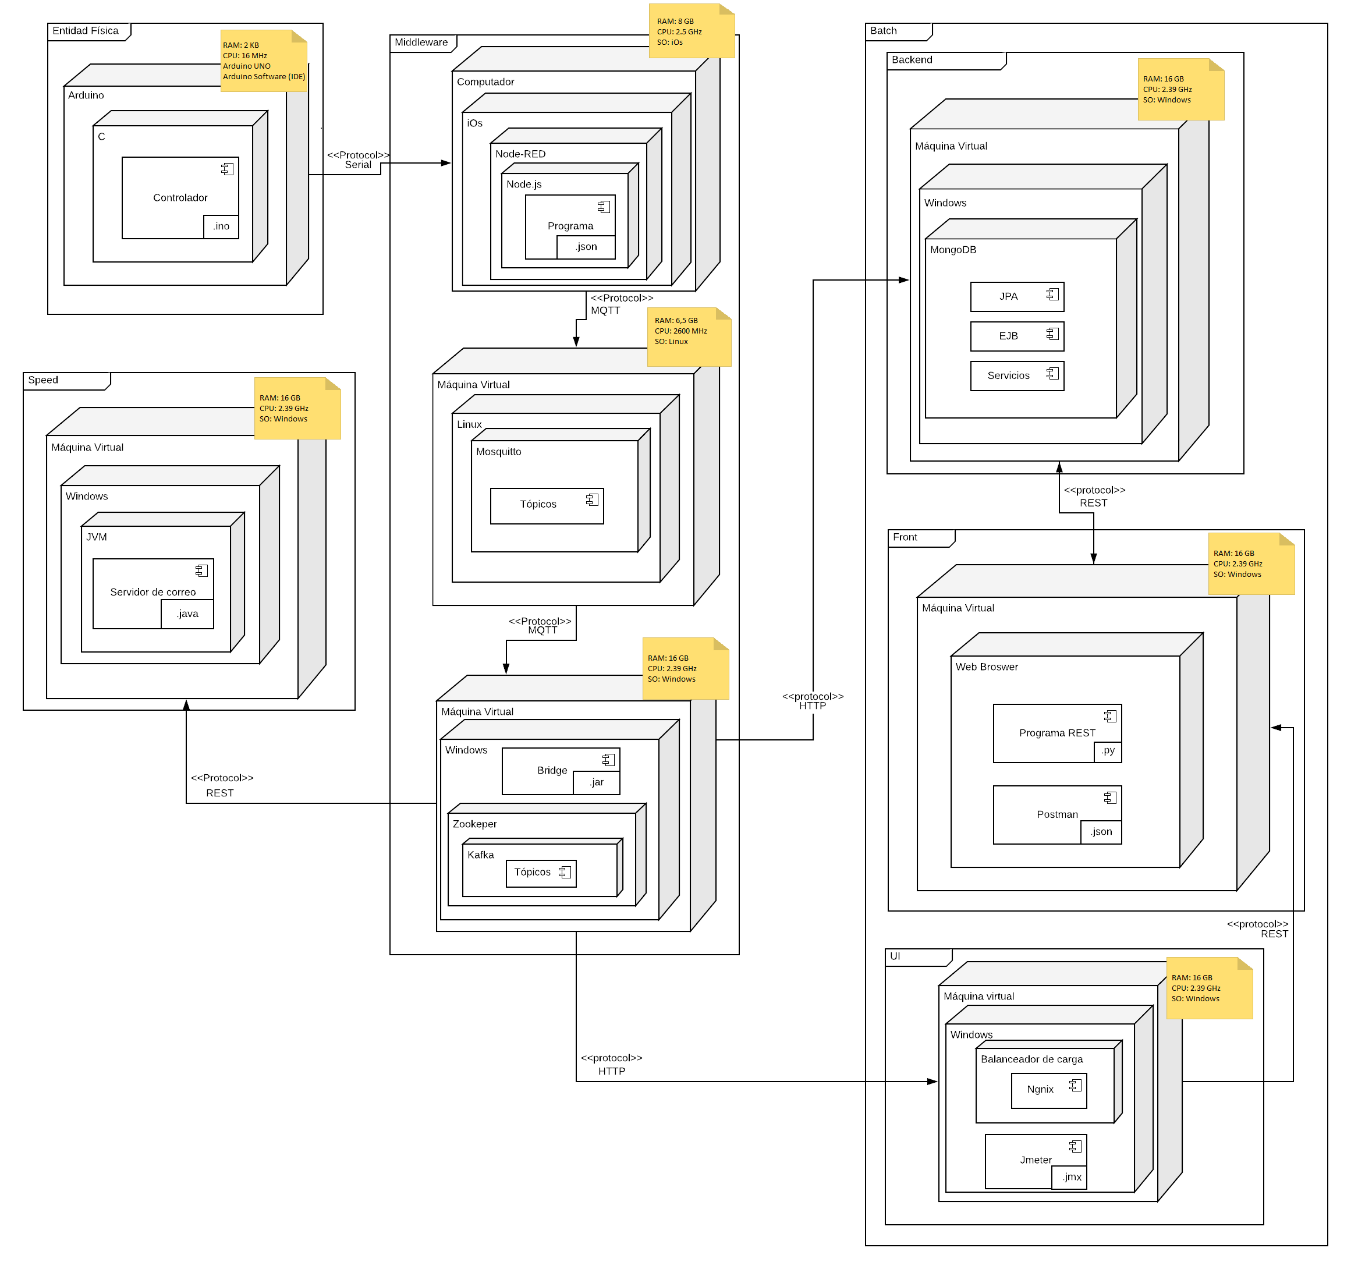 Entidad Física
RAM: 2 KB
CPU: 16 MHz
Arduino UNO
Arduino Software (IDE)
Arduino
C
Controlador
.ino
<<Protocol>>
Serial
Middleware
RAM: 8 GB
CPU: 2.5 GHz
SO: iOs
Computador
iOs
Node-RED
Node.js
Programa
.json
<<Protocol>>
MQTT
RAM: 6,5 GB
CPU: 2600 MHz
SO: Linux
Máquina Virtual
Linux
Mosquitto
Tópicos
<<Protocol>>
MQTT
RAM: 16 GB
CPU: 2.39 GHz
SO: Windows
Máquina Virtual
Windows
Bridge
.jar
Zookeper
Kafka
Tópicos
Speed
RAM: 16 GB
CPU: 2.39 GHz
SO: Windows
Máquina Virtual
Windows
JVM
Servidor de correo
.java
<<Protocol>>
REST
<<protocol>>
HTTP
<<protocol>>
HTTP
Batch
Backend
RAM: 16 GB
CPU: 2.39 GHz
SO: Windows
Máquina Virtual
Windows
MongoDB
JPA
EJB
Servicios
<<protocol>>
REST
Front
RAM: 16 GB
CPU: 2.39 GHz
SO: Windows
Máquina Virtual
Web Broswer
Programa REST
.py
Postman
.json
<<protocol>>
REST
UI
RAM: 16 GB
CPU: 2.39 GHz
SO: Windows
Máquina virtual
Windows
Balanceador de carga
Ngnix
Jmeter
.jmx